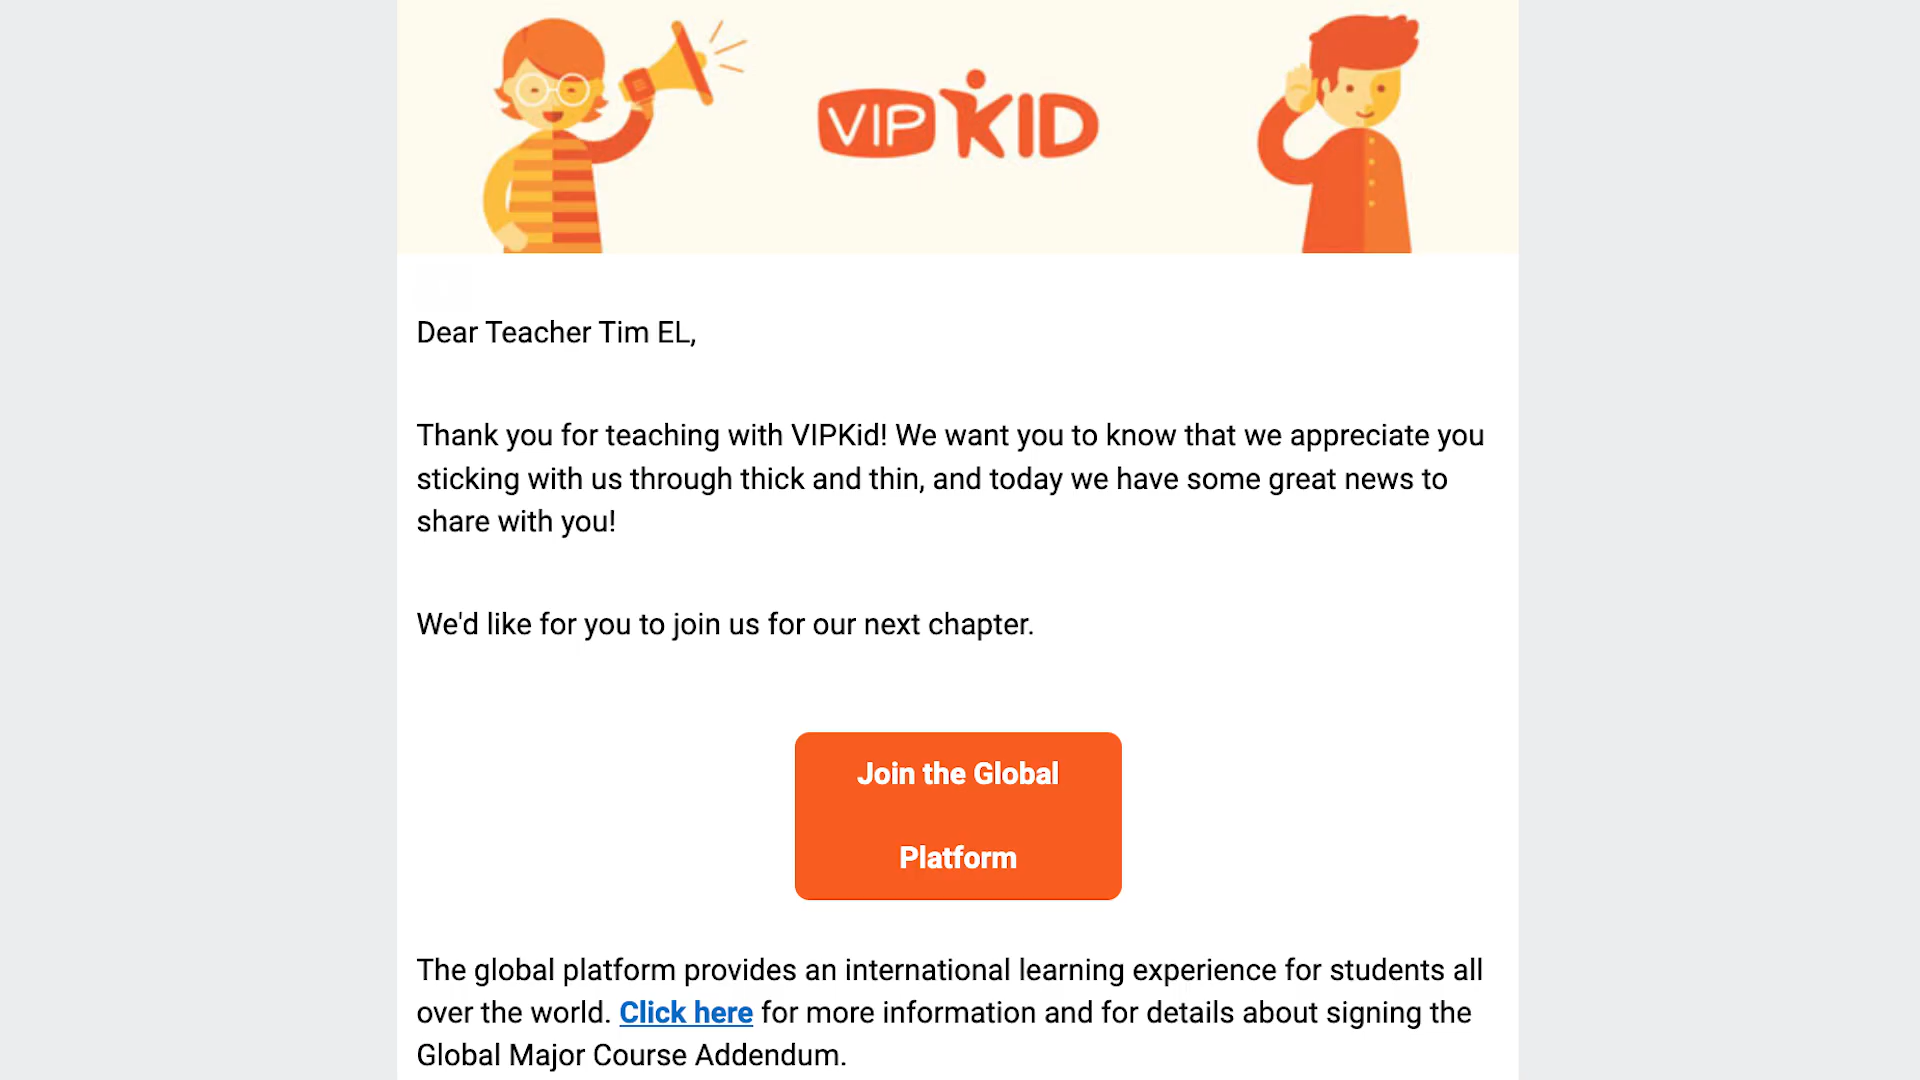 VIP KID
Dear Teacher Tim EL,
Thank you for teaching with VIPKid! We want you to know that we appreciate you
sticking with us through thick and thin, and today we have some great news to
share with you!
We'd like for you to join us for our next chapter.
Join the Global
Platform
The global platform provides an international learning experience for students all
over the world. Click here for more information and for details about signing the
Global Major Course Addendum.